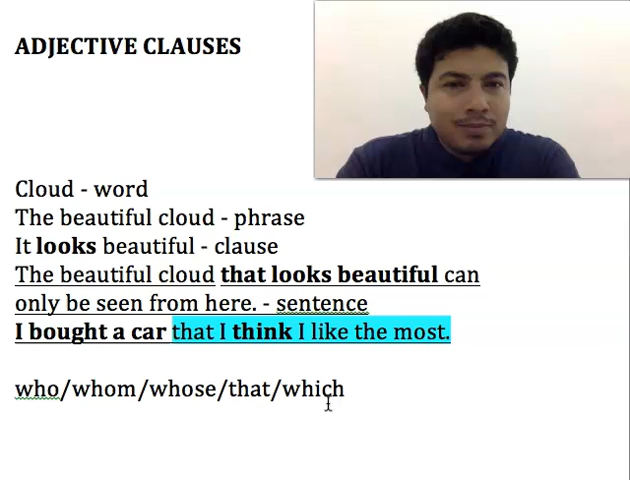 ADJECTIVE CLAUSES
Cloud - word
The beautiful cloud - phrase
It looks beautiful - clause
The beautiful cloud that looks beautiful can
only be seen from here. - sentence
I bought a car that I think I like the most.
who/whom/whose/that/which